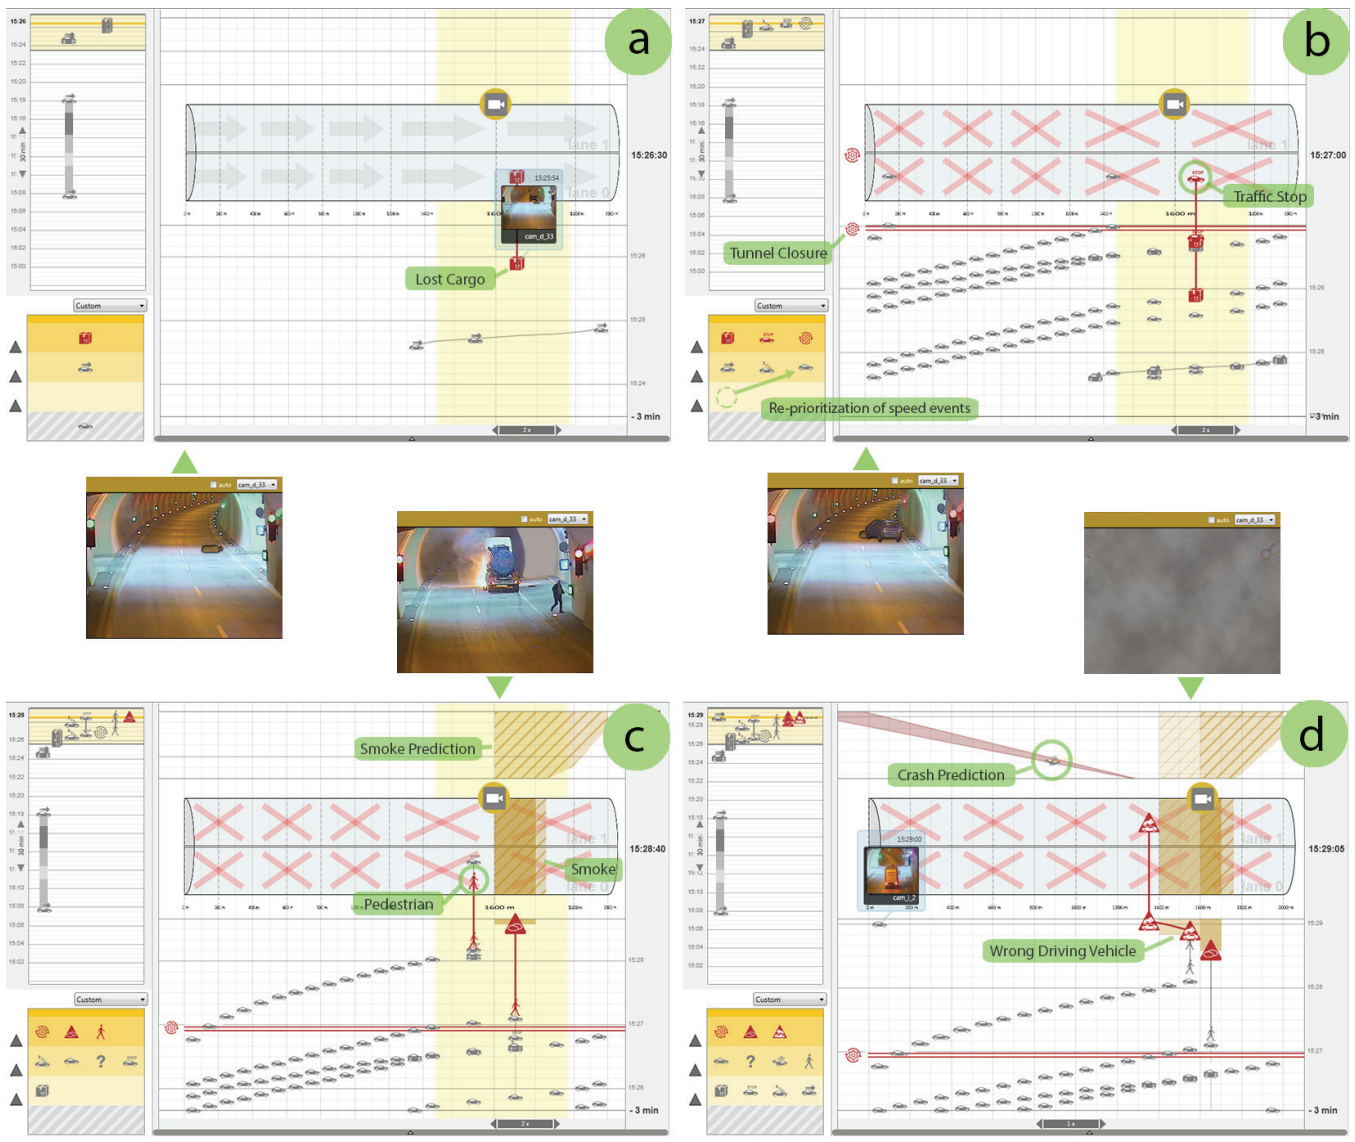 15:26
15:24
15:22
15:20
15:18
15:16
30 min
15:08
15:06
15:04
15:02
15:00
Custom
a
lane 1
lane 0
15:26:30
15:25:54
cam_d_33
1600 m
Lost Cargo
15:26
15:25
15:24
- 3 min
2 x
15:27
15:24
15:22
15:20
15:18
15:16
30 min
15:08
15:06
15:04
15:02
15:00
Custom
b
lane 1
lane 0
15:27:00
STOP
Traffic Stop
1600 m
Tunnel Closure
15:26
15:25
Re-prioritization of speed events
- 3 min
2 x
auto
cam_d_33
auto
cam_d_33
auto
cam_d_33
auto
cam_d_33
15:28
15:26
15:24
15:22
15:20
15:18
30 min
15:10
15:08
15:06
15:04
15:02
Custom
?
c
Smoke Prediction
lane 1
lane 0
15:28:40
Smoke
Pedestrian
1600 m
15:28
15:27
15:26
- 3 min
2 x
15:29
15:28
15:26
15:24
15:22
15:20
15:18
30 min
15:12
15:10
15:08
15:06
15:04
15:02
Custom
?
STOP
d
Crash Prediction
lane 1
lane 0
15:29:05
15:29:00
cam_l_2
Wrong Driving Vehicle
15:29
15:28
15:27
- 3 min
1 x